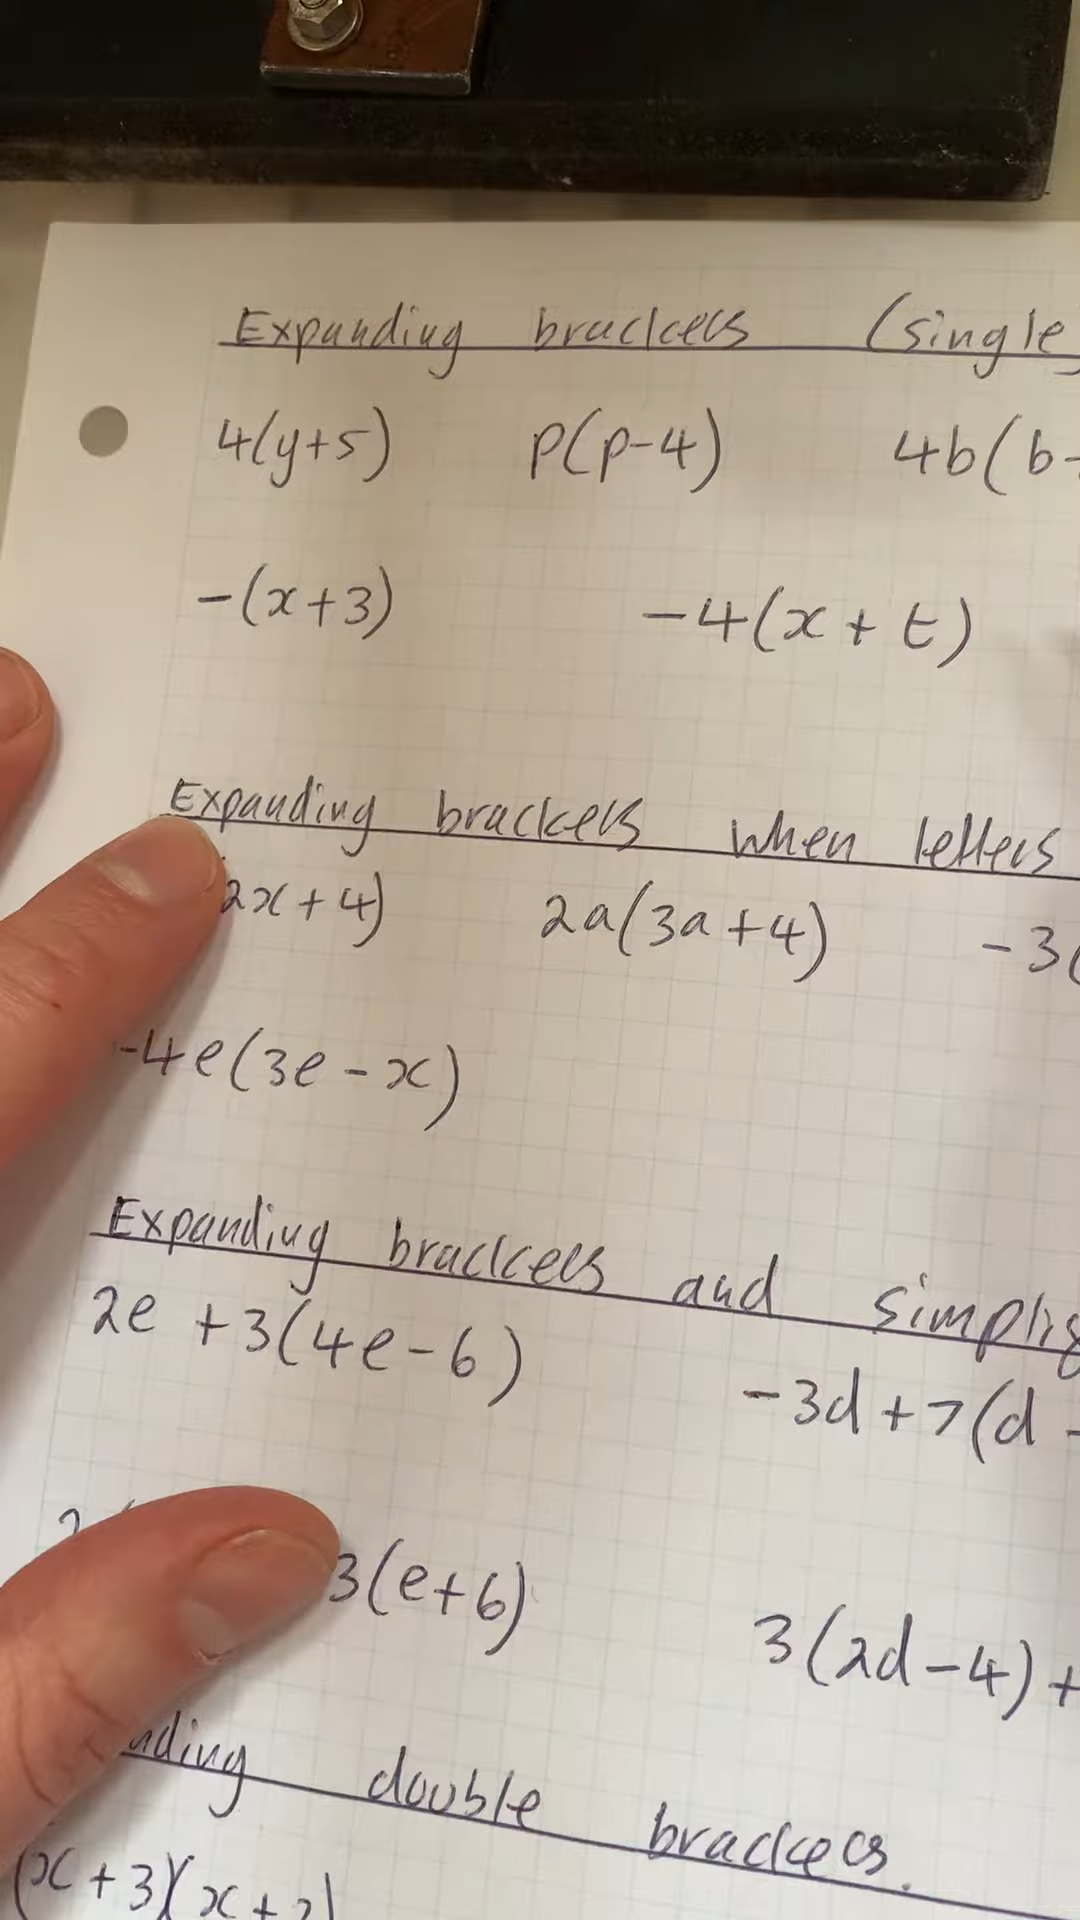 Expanding brackets (single
4(y+5) p(p-4) 4b(b-
-(x+3) -4(x+t)
Expanding brackets when letters
2x+4) 2a(3a+4) -3(
-4e(3e-x)
Expanding brackets and
2e +3(4e-6) -3d+7(d-
3(e+6) 3(2d-4)+
double brackets.
(x+3)(x+